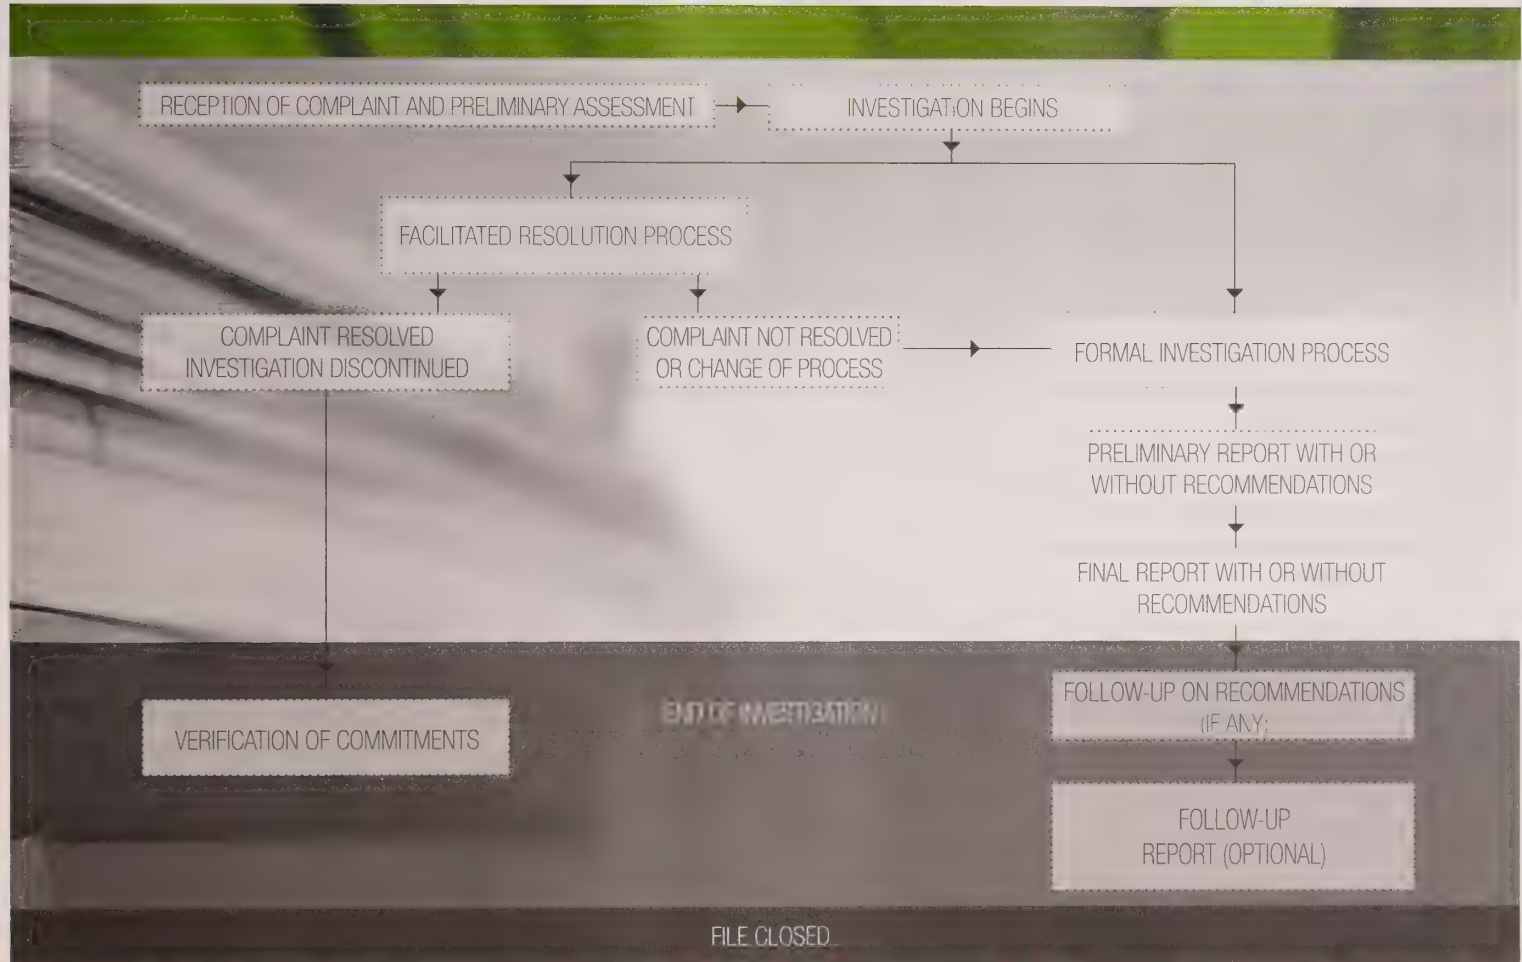 RECEPTION OF COMPLAINT AND PRELIMINARY ASSESSMENT
INVESTIGATION BEGINS
FACILITATED RESOLUTION PROCESS
COMPLAINT RESOLVED
INVESTIGATION DISCONTINUED
COMPLAINT NOT RESOLVED
OR CHANGE OF PROCESS
FORMAL INVESTIGATION PROCESS
PRELIMINARY REPORT WITH OR
WITHOUT RECOMMENDATIONS
FINAL REPORT WITH OR WITHOUT
RECOMMENDATIONS
END OF INVESTIGATION
VERIFICATION OF COMMITMENTS
FOLLOW-UP ON RECOMMENDATIONS
(IF ANY;
FOLLOW-UP
REPORT (OPTIONAL)
FILE CLOSED